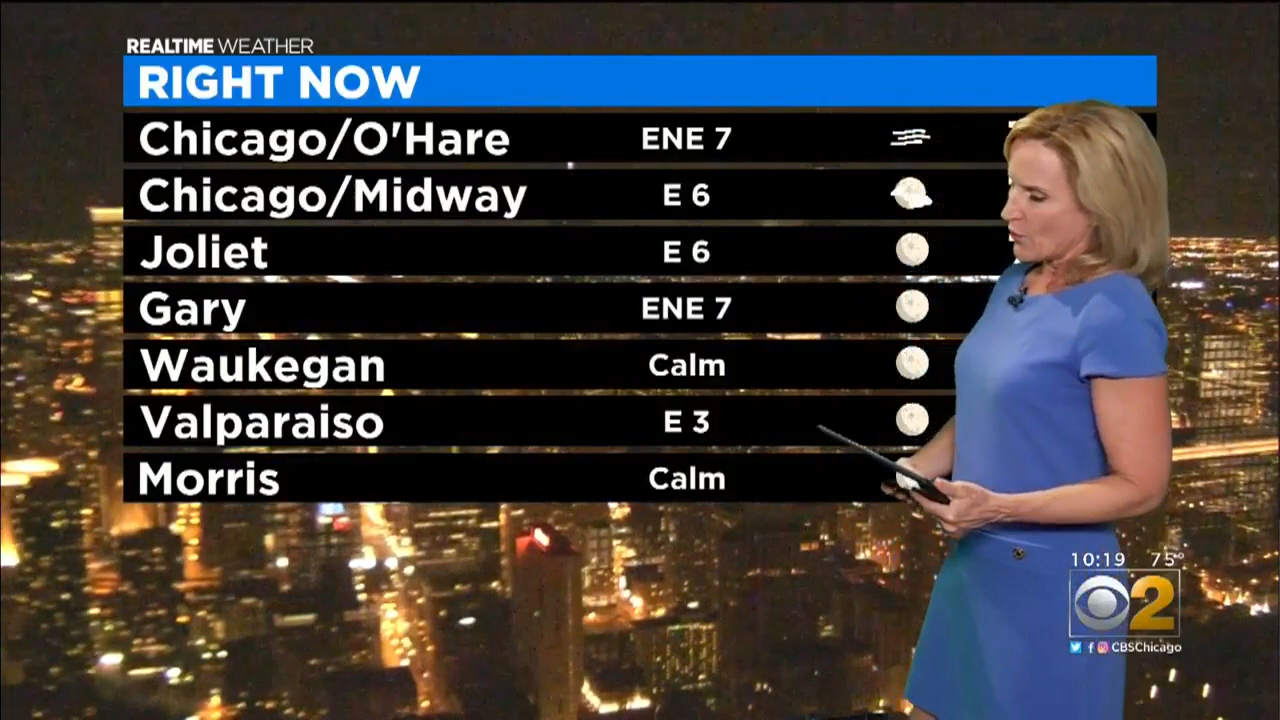 REALTIME WEATHER
RIGHT NOW
Chicago/O'Hare ENE 7
Chicago/Midway E 6
Joliet E 6
Gary ENE 7
Waukegan Calm
Valparaiso E 3
Morris Calm
10:19 75°
2
CBSChicago